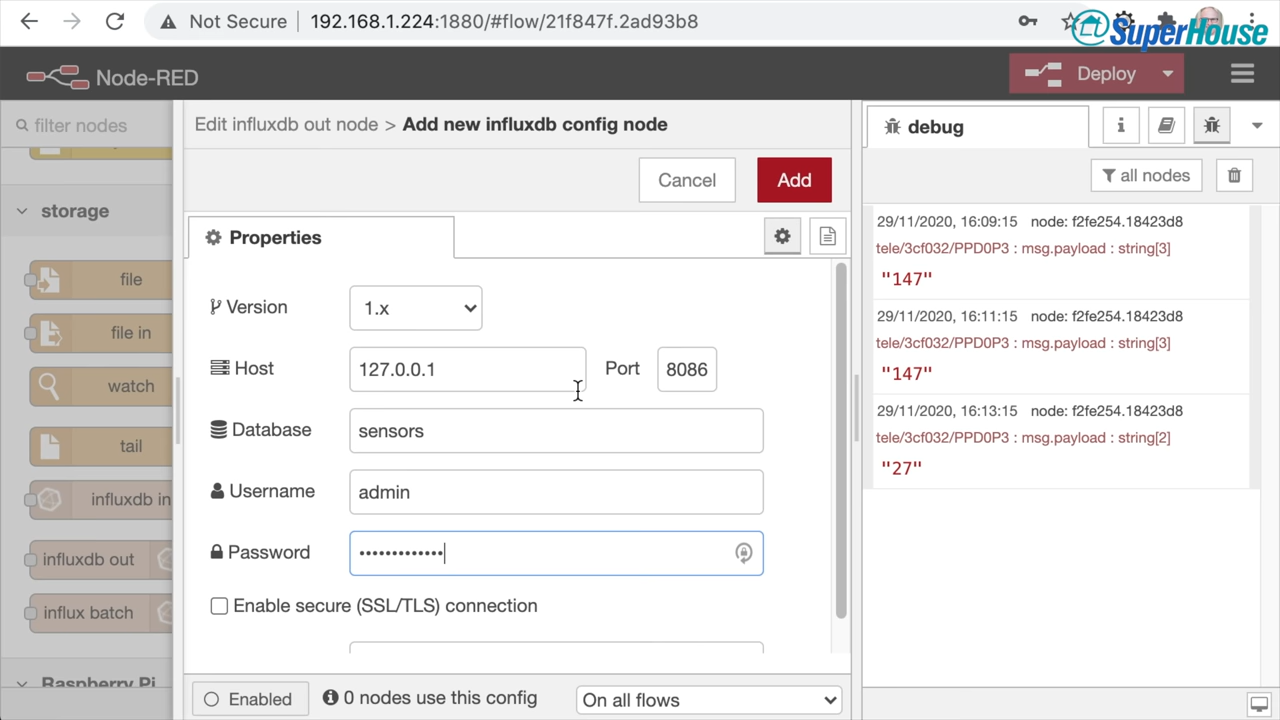 Not Secure 192.168.1.224:1880/#flow/21f847f.2ad93b8
SuperHouse
Node-RED
Deploy
filter nodes
storage
file
file in
watch
tail
influxdb in
influxdb out
influx batch
Raspberry Pi
Edit influxdb out node > Add new influxdb config node
Cancel
Add
Properties
Version 1.x
Host 127.0.0.1 Port 8086
Database sensors
Username admin
Password •••••••••••••
Enable secure (SSL/TLS) connection
Enabled
0 nodes use this config
On all flows
debug
all nodes
29/11/2020, 16:09:15 node: f2fe254.18423d8
tele/3cf032/PPD0P3 : msg.payload : string[3]
"147"
29/11/2020, 16:11:15 node: f2fe254.18423d8
tele/3cf032/PPD0P3 : msg.payload : string[3]
"147"
29/11/2020, 16:13:15 node: f2fe254.18423d8
tele/3cf032/PPD0P3 : msg.payload : string[2]
"27"